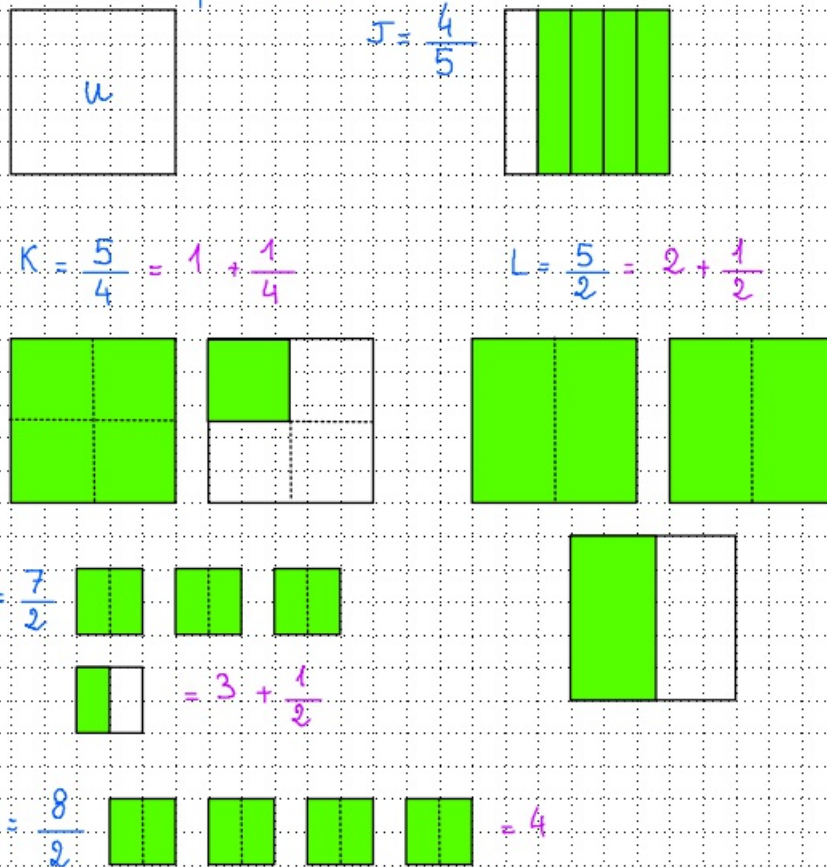 u
J = 4/5
K = 5/4 = 1 + 1/4
L = 5/2 = 2 + 1/2
= 7/2
= 3 + 1/2
= 8/2 = 4